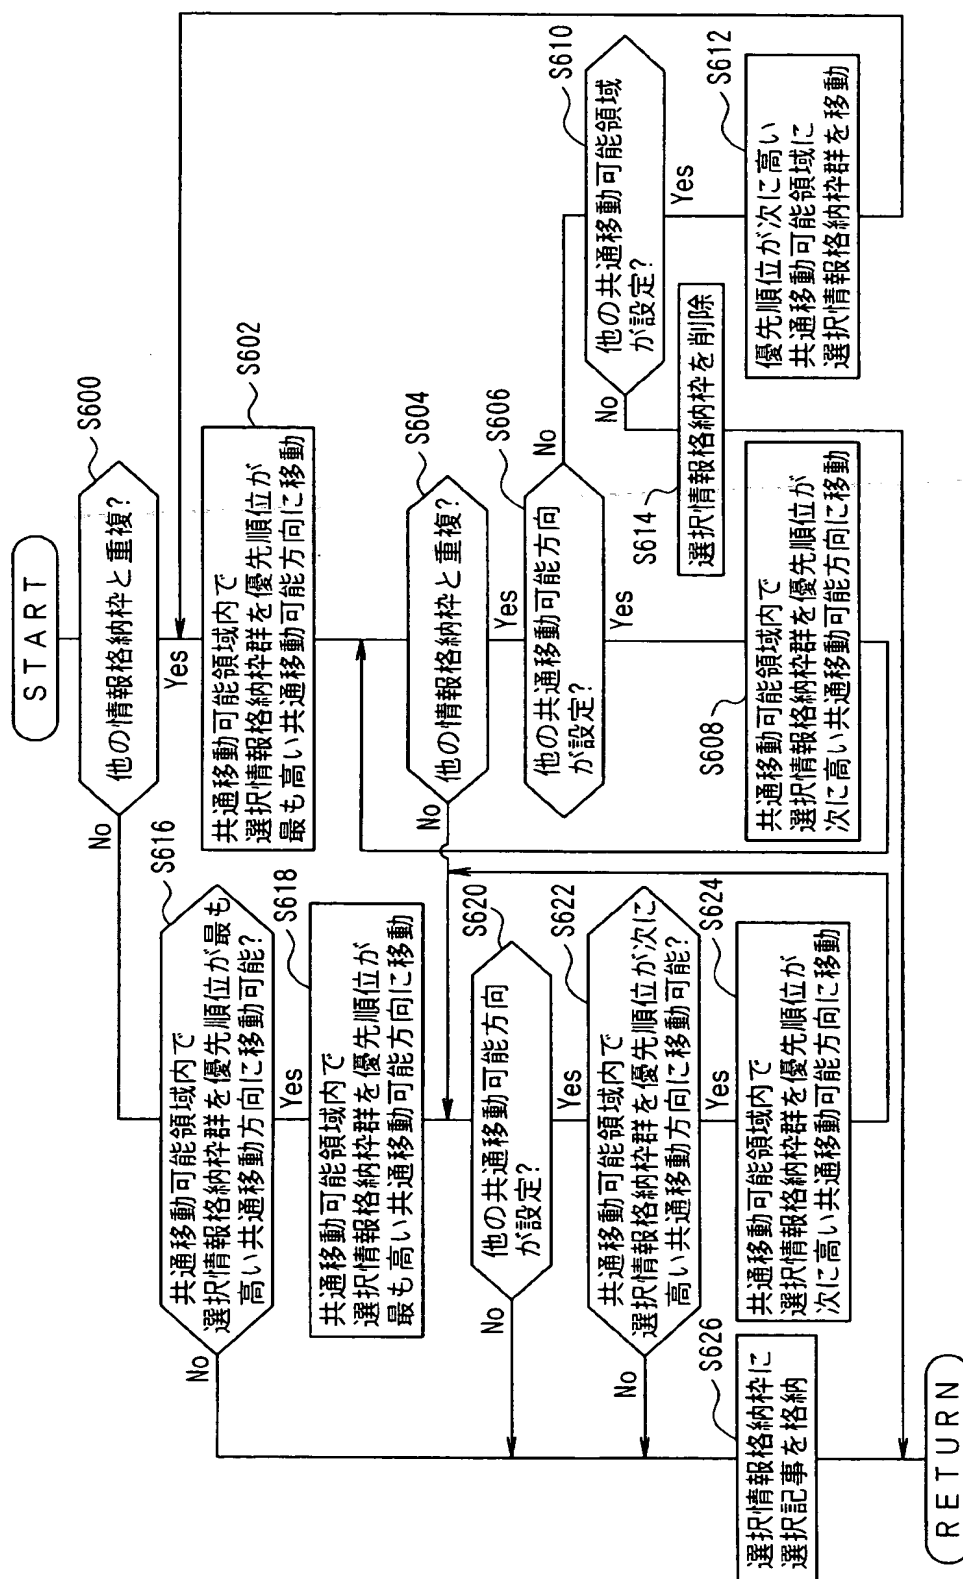 START
S600
他の情報格納枠と重複?
No
Yes
S602
共通移動可能領域内で
選択情報格納枠群を優先順位が
最も高い共通移動可能方向に移動
S604
他の情報格納枠と重複?
No
Yes
S606
他の共通移動可能方向
が設定?
No
Yes
S608
共通移動可能領域内で
選択情報格納枠群を優先順位が
次に高い共通移動可能方向に移動
S610
他の共通移動可能領域
が設定?
No
Yes
S612
優先順位が次に高い
共通移動可能領域に
選択情報格納枠群を移動
S614
選択情報格納枠を削除
S616
共通移動可能領域内で
選択情報格納枠群を優先順位が最も
高い共通移動方向に移動可能?
No
Yes
S618
共通移動可能領域内で
選択情報格納枠群を優先順位が
最も高い共通移動可能方向に移動
S620
他の共通移動可能方向
が設定?
No
Yes
S622
共通移動可能領域内で
選択情報格納枠群を優先順位が次に
高い共通移動可能方向に移動可能?
No
Yes
S624
共通移動可能領域内で
選択情報格納枠群を優先順位が
次に高い共通移動可能方向に移動
S626
選択情報格納枠に
選択記事を格納
RETURN